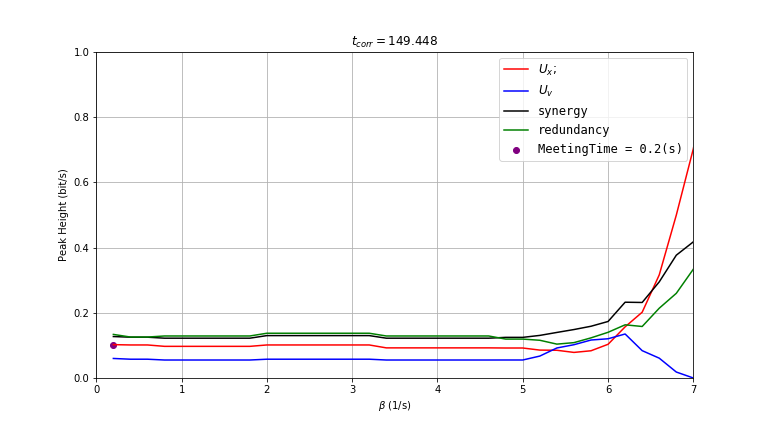 t_corr = 149.448
1.0
0.8
0.6
0.4
0.2
0.0
Peak Height (bit/s)
U_x;
U_v
synergy
redundancy
MeetingTime = 0.2(s)
0 1 2 3 4 5 6 7
β (1/s)